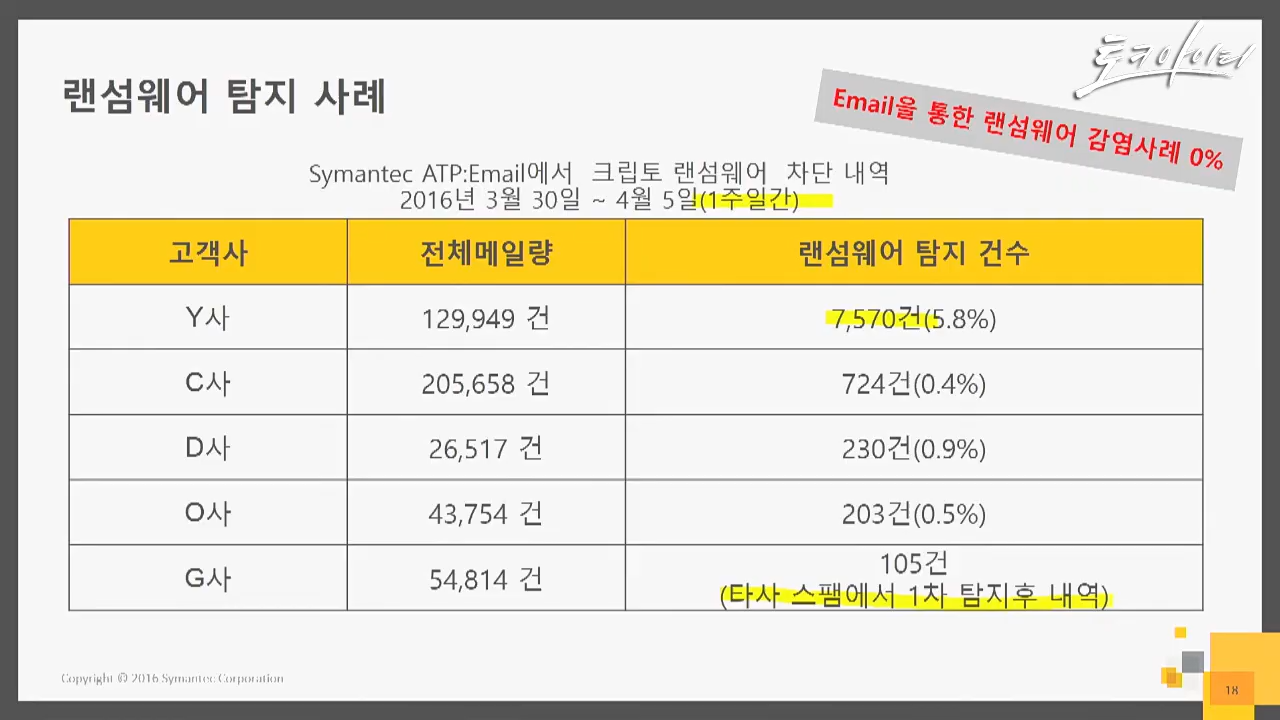 토크아이티
랜섬웨어 탐지 사례
Email을 통한 랜섬웨어 감염사례 0%
Symantec ATP:Email에서 크립토 랜섬웨어 차단 내역
2016년 3월 30일 ~ 4월 5일(1주일간)
고객사 전체메일량 랜섬웨어 탐지 건수
Y사 129,949 건 7,570건(5.8%)
C사 205,658 건 724건(0.4%)
D사 26,517 건 230건(0.9%)
O사 43,754 건 203건(0.5%)
G사 54,814 건 105건
(타사 스팸에서 1차 탐지후 내역)
Copyright © 2016 Symantec Corporation
18